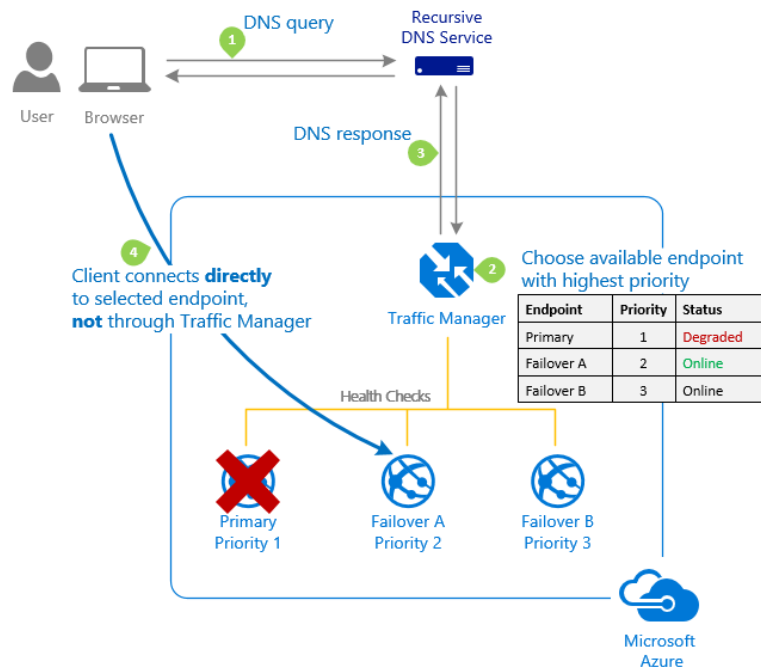 DNS query
1
Recursive
DNS Service
User
Browser
DNS response
3
4
Client connects directly
to selected endpoint,
not through Traffic Manager
2
Traffic Manager
Choose available endpoint
with highest priority
Endpoint Priority Status
Primary 1 Degraded
Failover A 2 Online
Failover B 3 Online
Health Checks
Primary
Priority 1
Failover A
Priority 2
Failover B
Priority 3
Microsoft
Azure